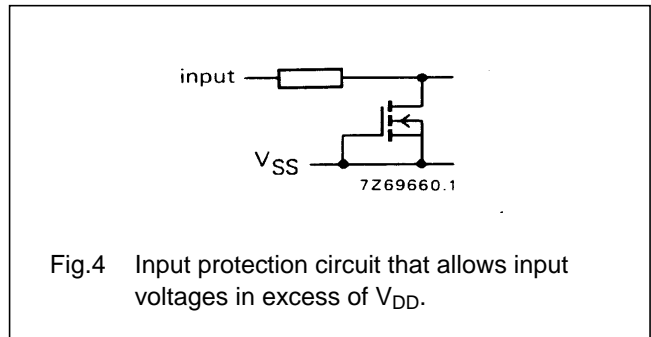 input
VSS
7Z69660.1
Fig.4 Input protection circuit that allows input
voltages in excess of VDD.